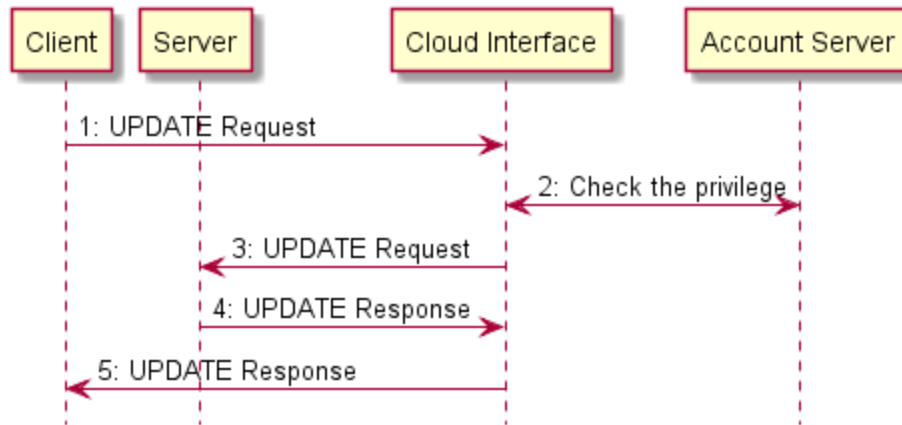 Client
Server
Cloud Interface
Account Server
1: UPDATE Request
2: Check the privilege
3: UPDATE Request
4: UPDATE Response
5: UPDATE Response